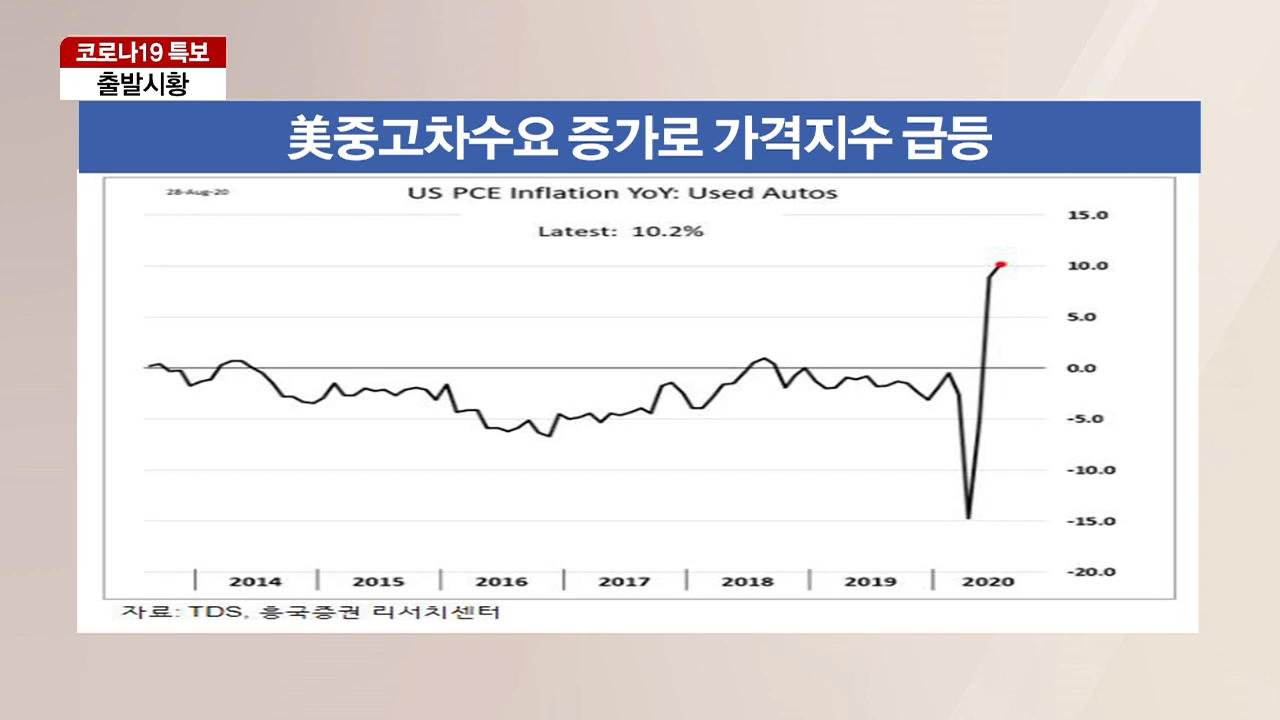 코로나19 특보
출발시황
美중고차수요 증가로 가격지수 급등
28-Aug-20
US PCE Inflation YoY: Used Autos
Latest: 10.2%
15.0
10.0
5.0
0.0
-5.0
-10.0
-15.0
-20.0
2014 2015 2016 2017 2018 2019 2020
자료: TDS, 흥국증권 리서치센터